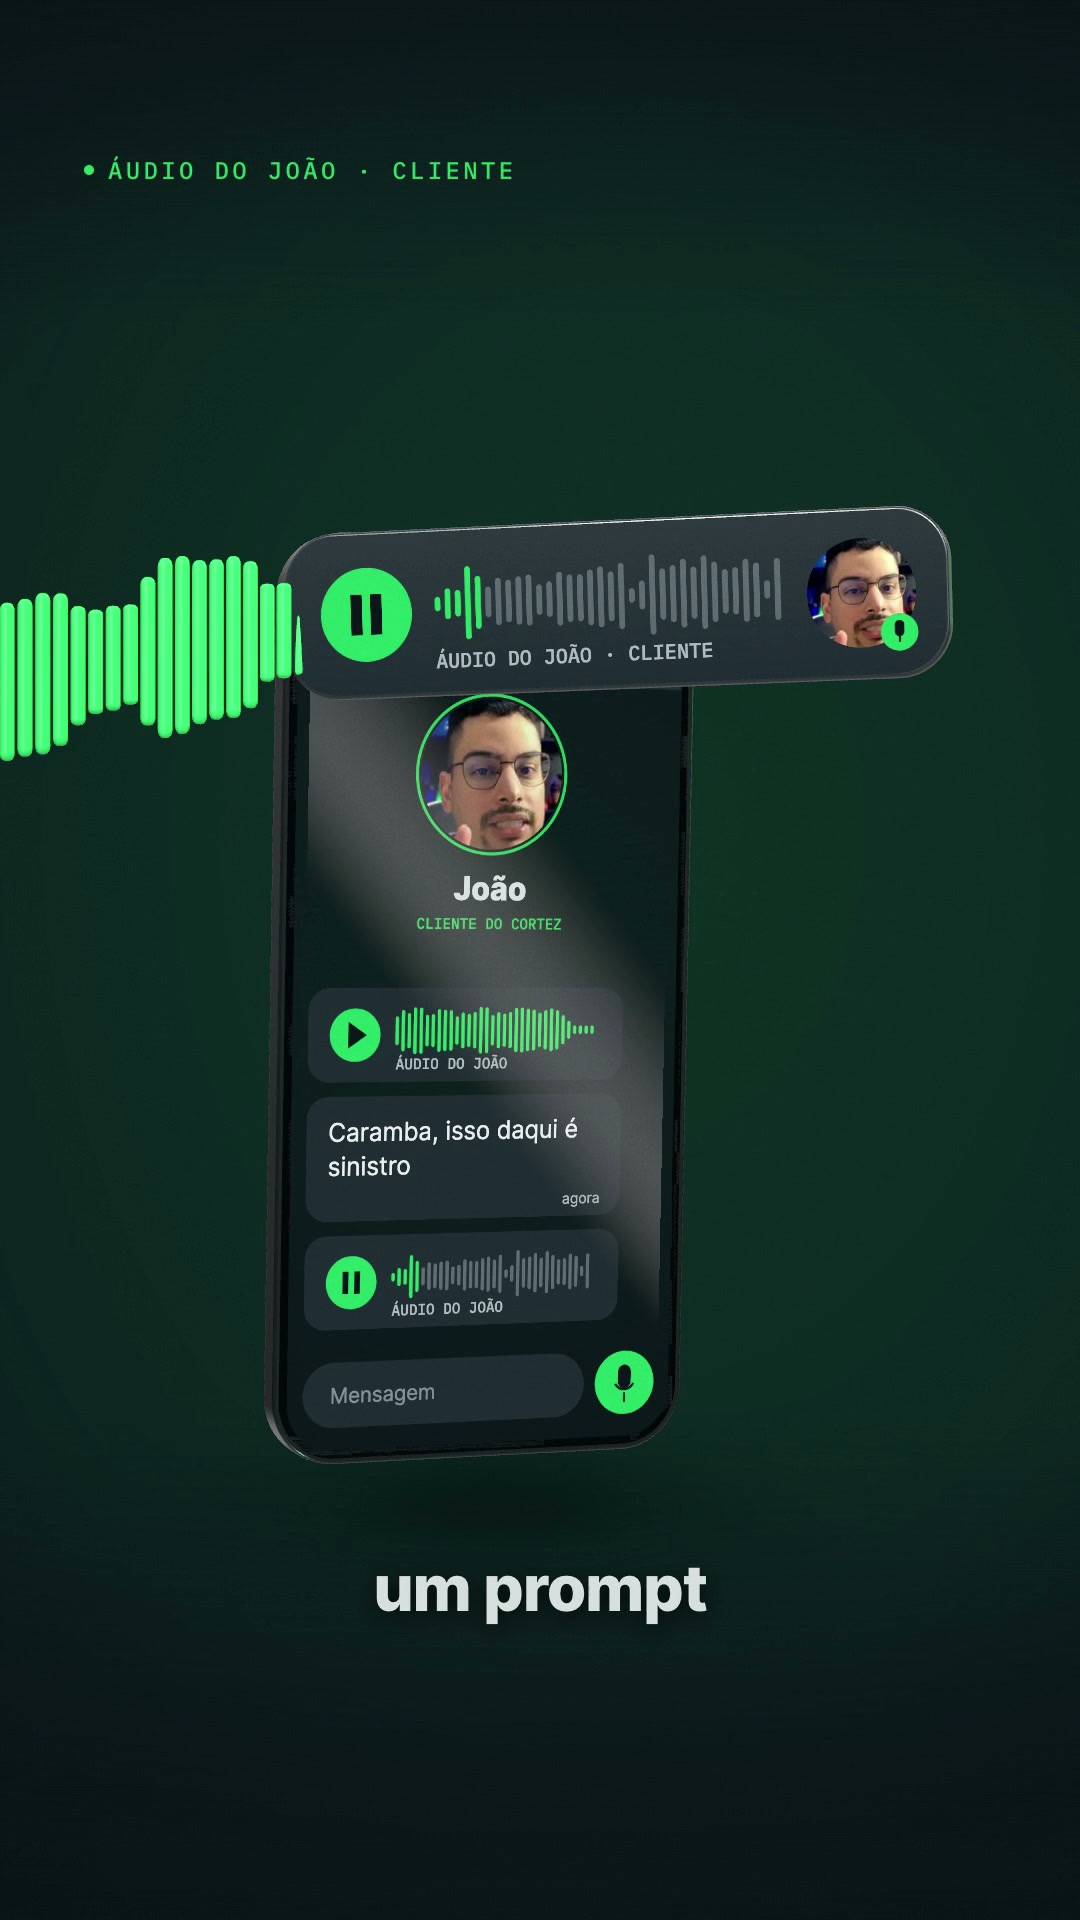 • ÁUDIO DO JOÃO · CLIENTE
ÁUDIO DO JOÃO · CLIENTE
João
CLIENTE DO CORTEZ
ÁUDIO DO JOÃO
Caramba, isso daqui é
sinistro
agora
ÁUDIO DO JOÃO
Mensagem
um prompt